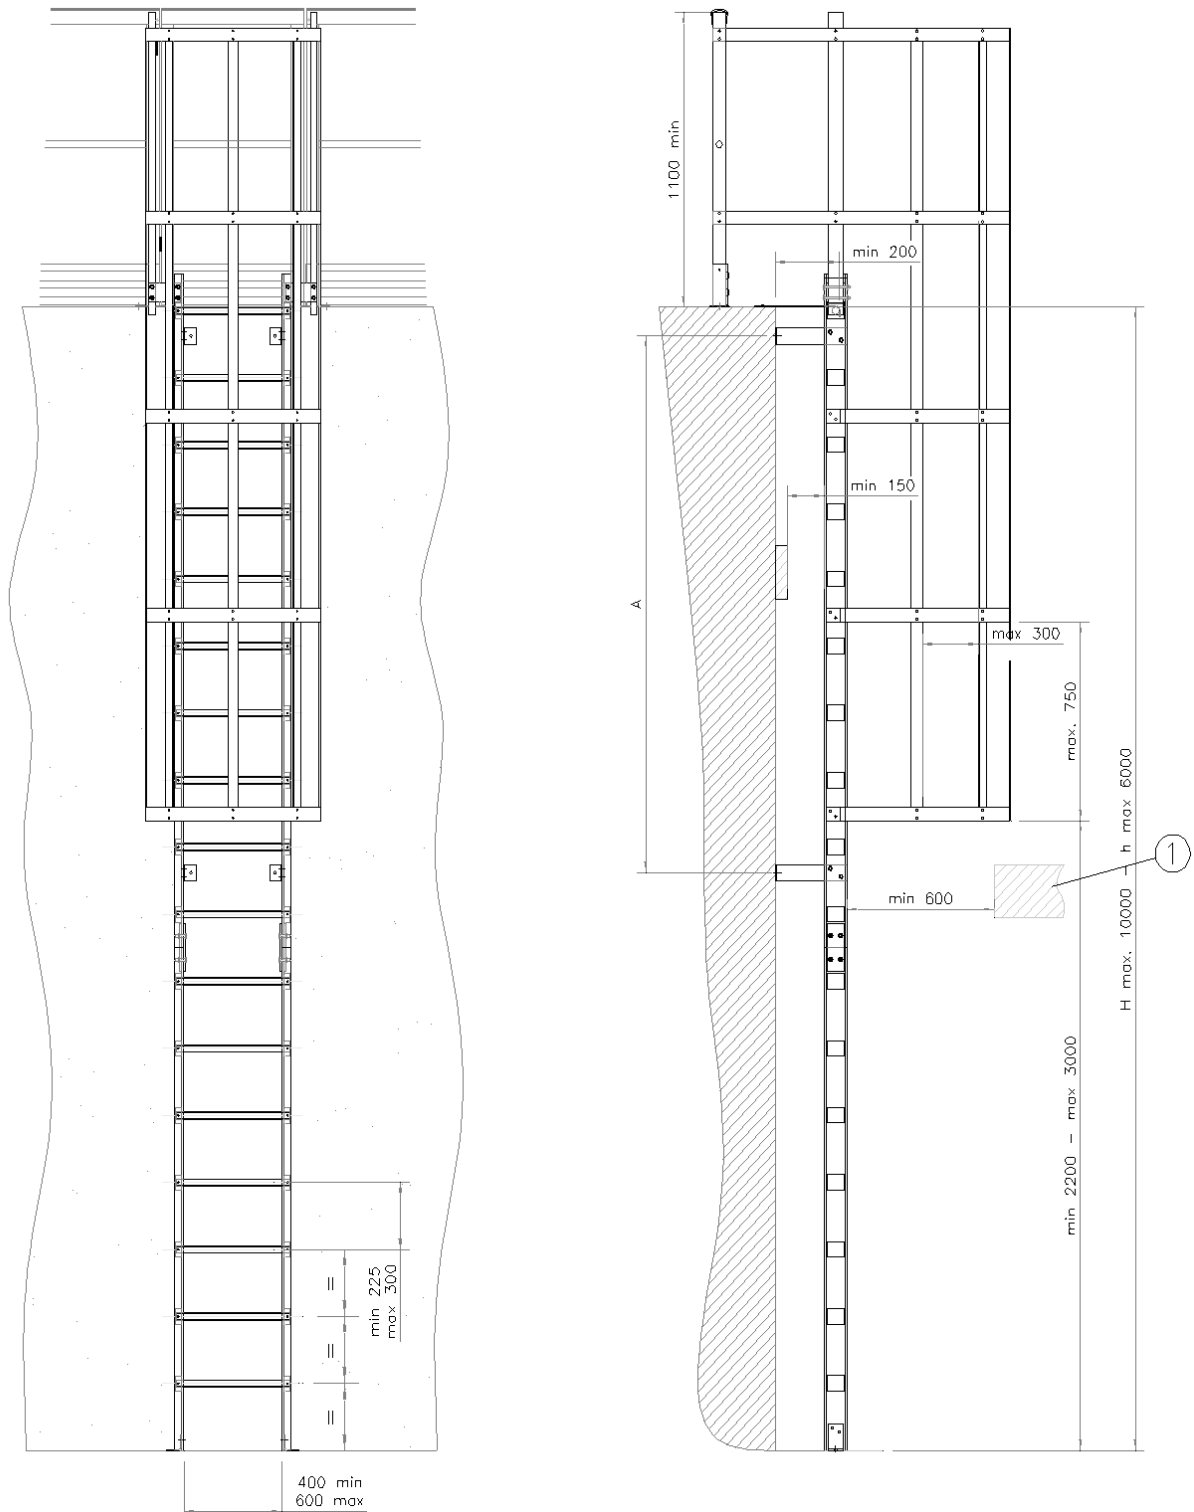 1100 min
min 200
min 150
A
max 300
max. 750
H max. 10000 - h max 6000
1
min 600
min 2200 - max 3000
=
=
=
min 225
max 300
400 min
600 max